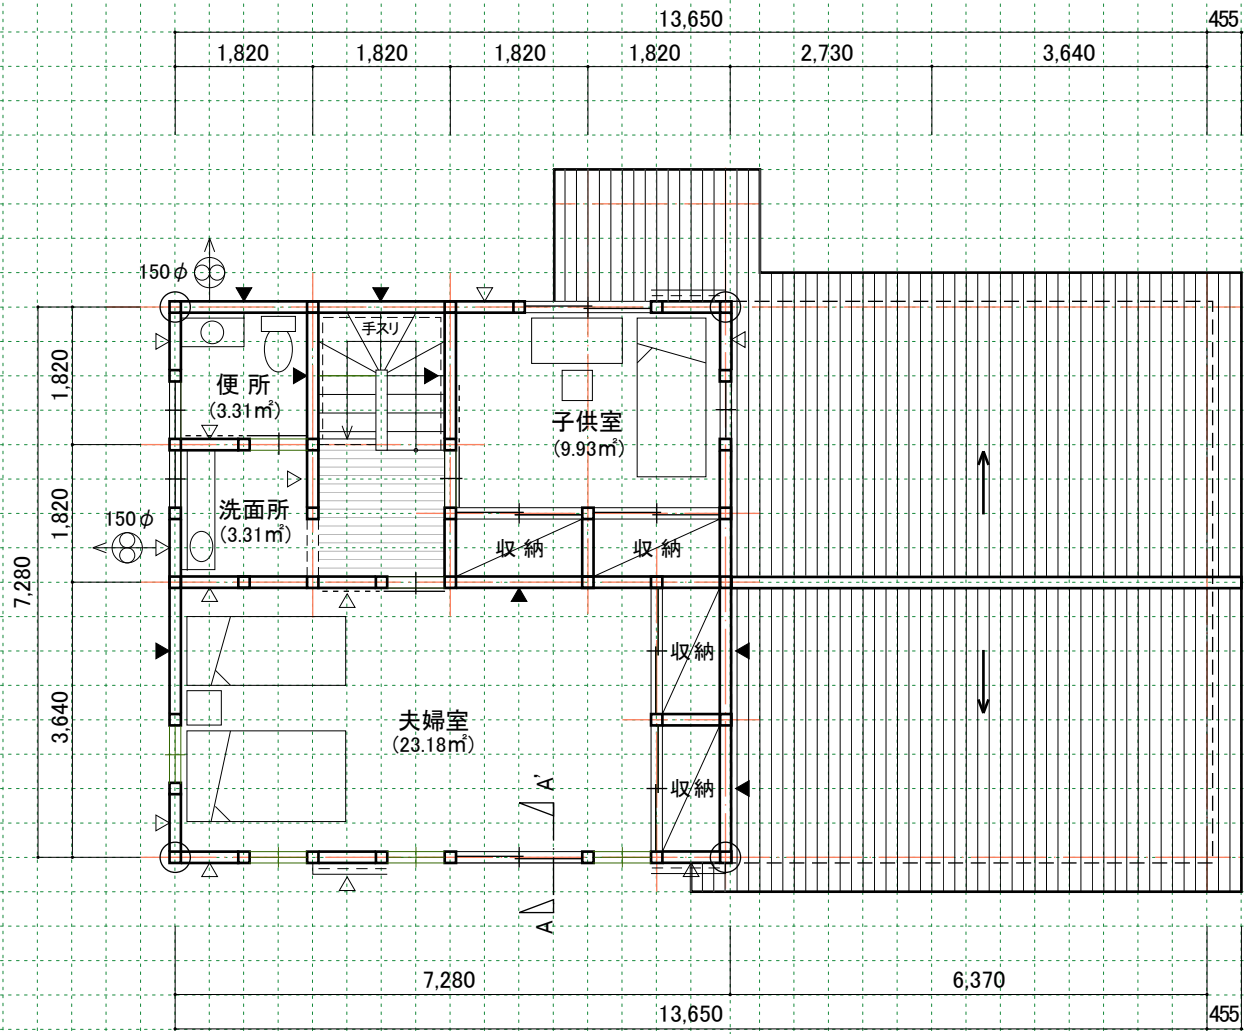 13,650
455
1,820
1,820
1,820
1,820
2,730
3,640
150φ
手スリ
1,820
便 所
(3.31㎡)
子供室
(9.93㎡)
洗面所
(3.31㎡)
150φ
1,820
収 納
収 納
7,280
収 納
3,640
夫婦室
(23.18㎡)
A'
収 納
A
7,280
6,370
13,650
455